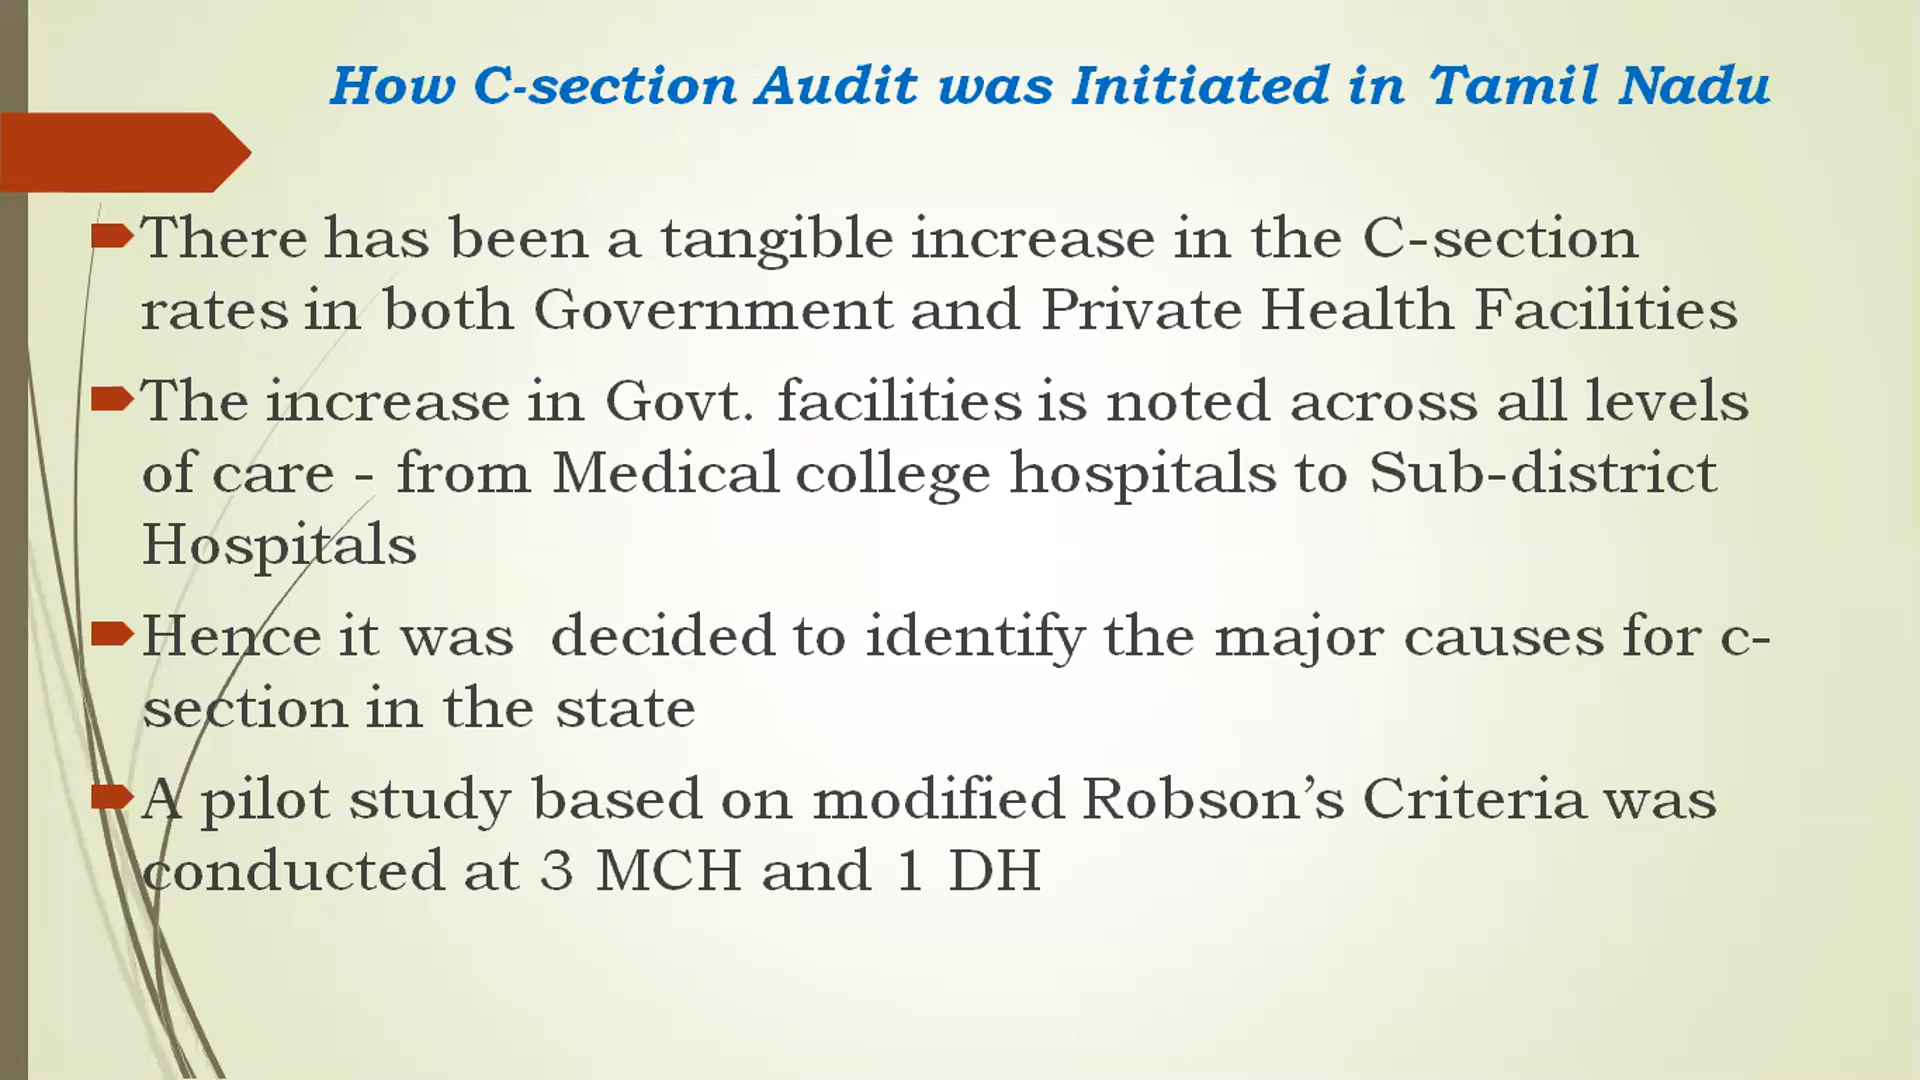 How C-section Audit was Initiated in Tamil Nadu
There has been a tangible increase in the C-section
rates in both Government and Private Health Facilities
The increase in Govt. facilities is noted across all levels
of care - from Medical college hospitals to Sub-district
Hospitals
Hence it was  decided to identify the major causes for c-
section in the state
A pilot study based on modified Robson’s Criteria was
conducted at 3 MCH and 1 DH